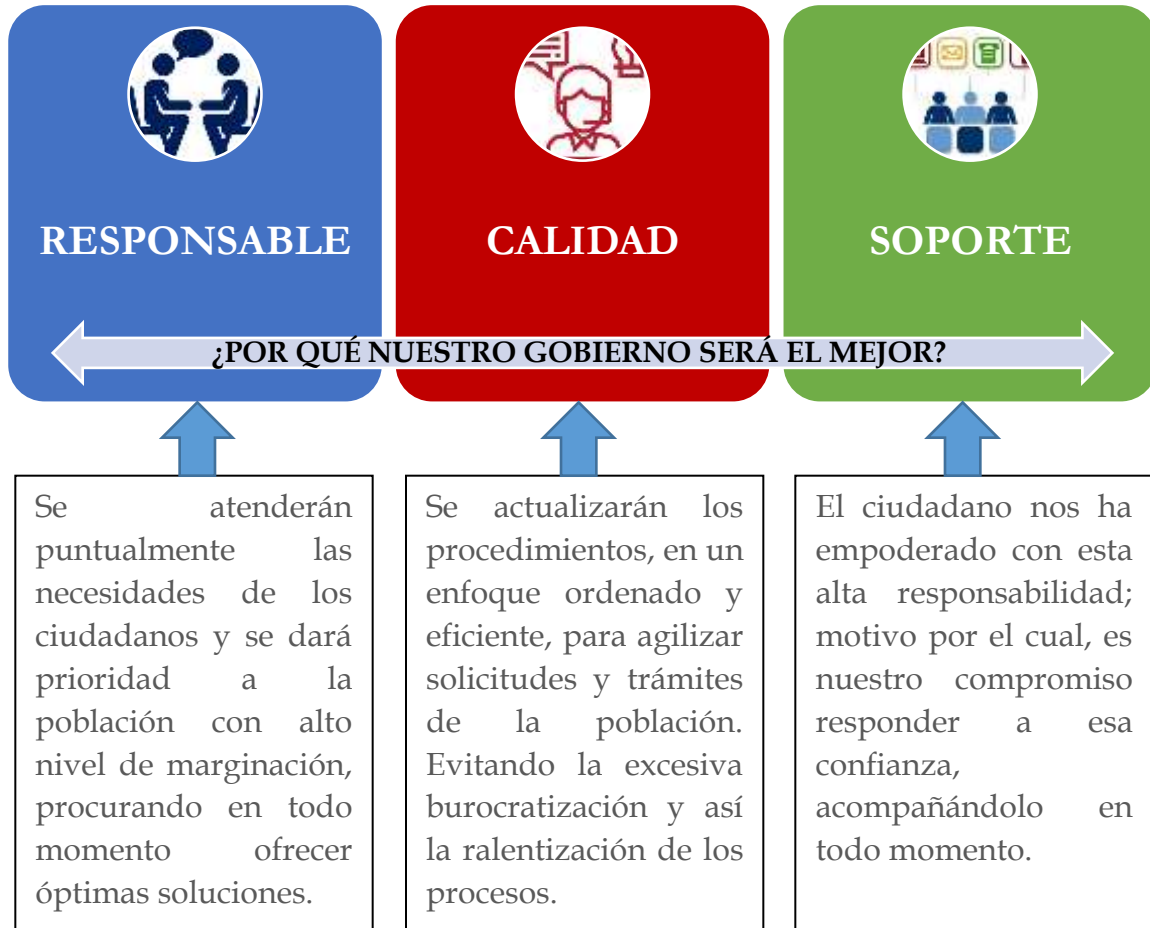 RESPONSABLE
CALIDAD
SOPORTE
¿POR QUÉ NUESTRO GOBIERNO SERÁ EL MEJOR?
Se atenderán
puntualmente las
necesidades de los
ciudadanos y se dará
prioridad a la
población con alto
nivel de marginación,
procurando en todo
momento ofrecer
óptimas soluciones.
Se actualizarán los
procedimientos, en un
enfoque ordenado y
eficiente, para agilizar
solicitudes y trámites
de la población.
Evitando la excesiva
burocratización y así
la ralentización de los
procesos.
El ciudadano nos ha
empoderado con esta
alta responsabilidad;
motivo por el cual, es
nuestro compromiso
responder a esa
confianza,
acompañándolo en
todo momento.